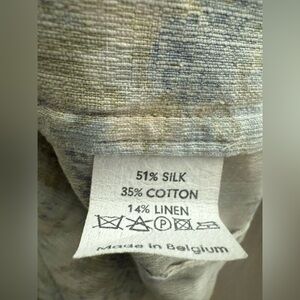 51% SILK
35% COTTON
14% LINEN
P
Made in Belgium